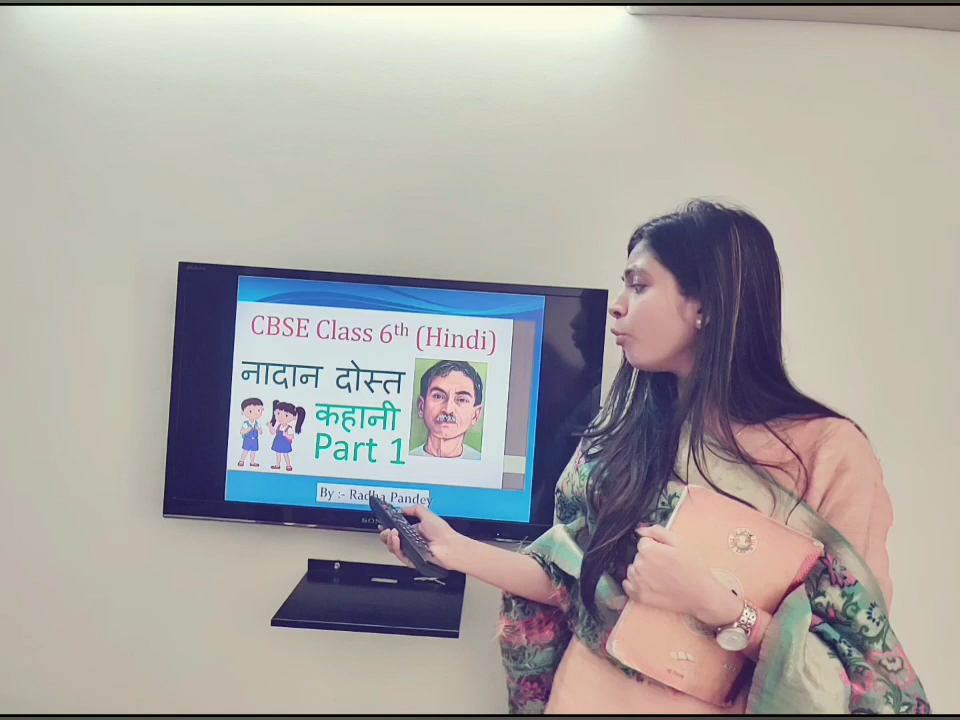 CBSE Class 6th (Hindi)
नादान दोस्त
कहानी
Part 1
By :- Radha Pandey
SONY